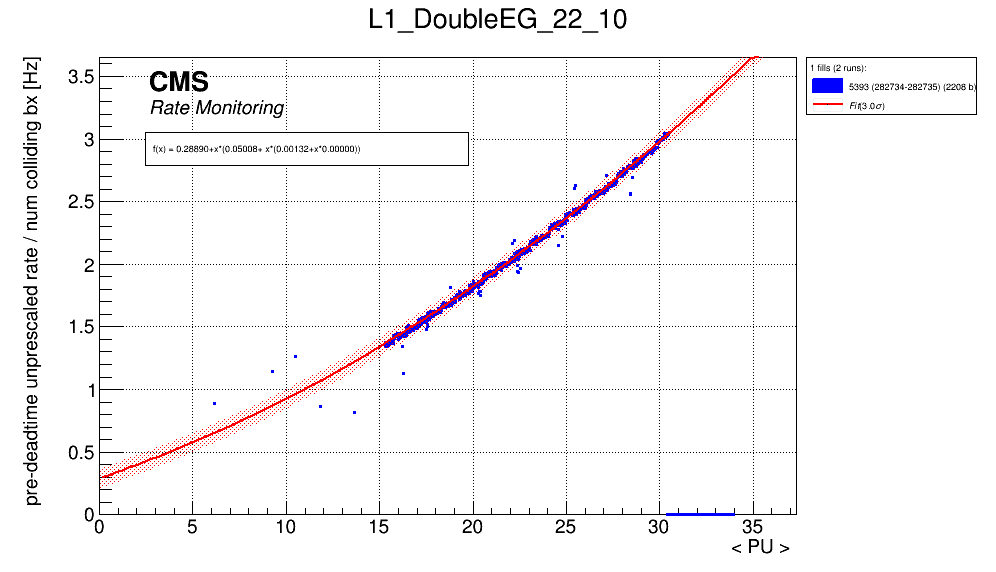 L1_DoubleEG_22_10
pre-deadtime unprescaled rate / num colliding bx [Hz]
CMS
Rate Monitoring
f(x) = 0.28890+x*(0.05008+ x*(0.00132+x*0.00000))
3.5
3
2.5
2
1.5
1
0.5
0
0 5 10 15 20 25 30 35
< PU >
1 fills (2 runs):
5393 (282734-282735) (2208 b)
Fit(3.0σ)